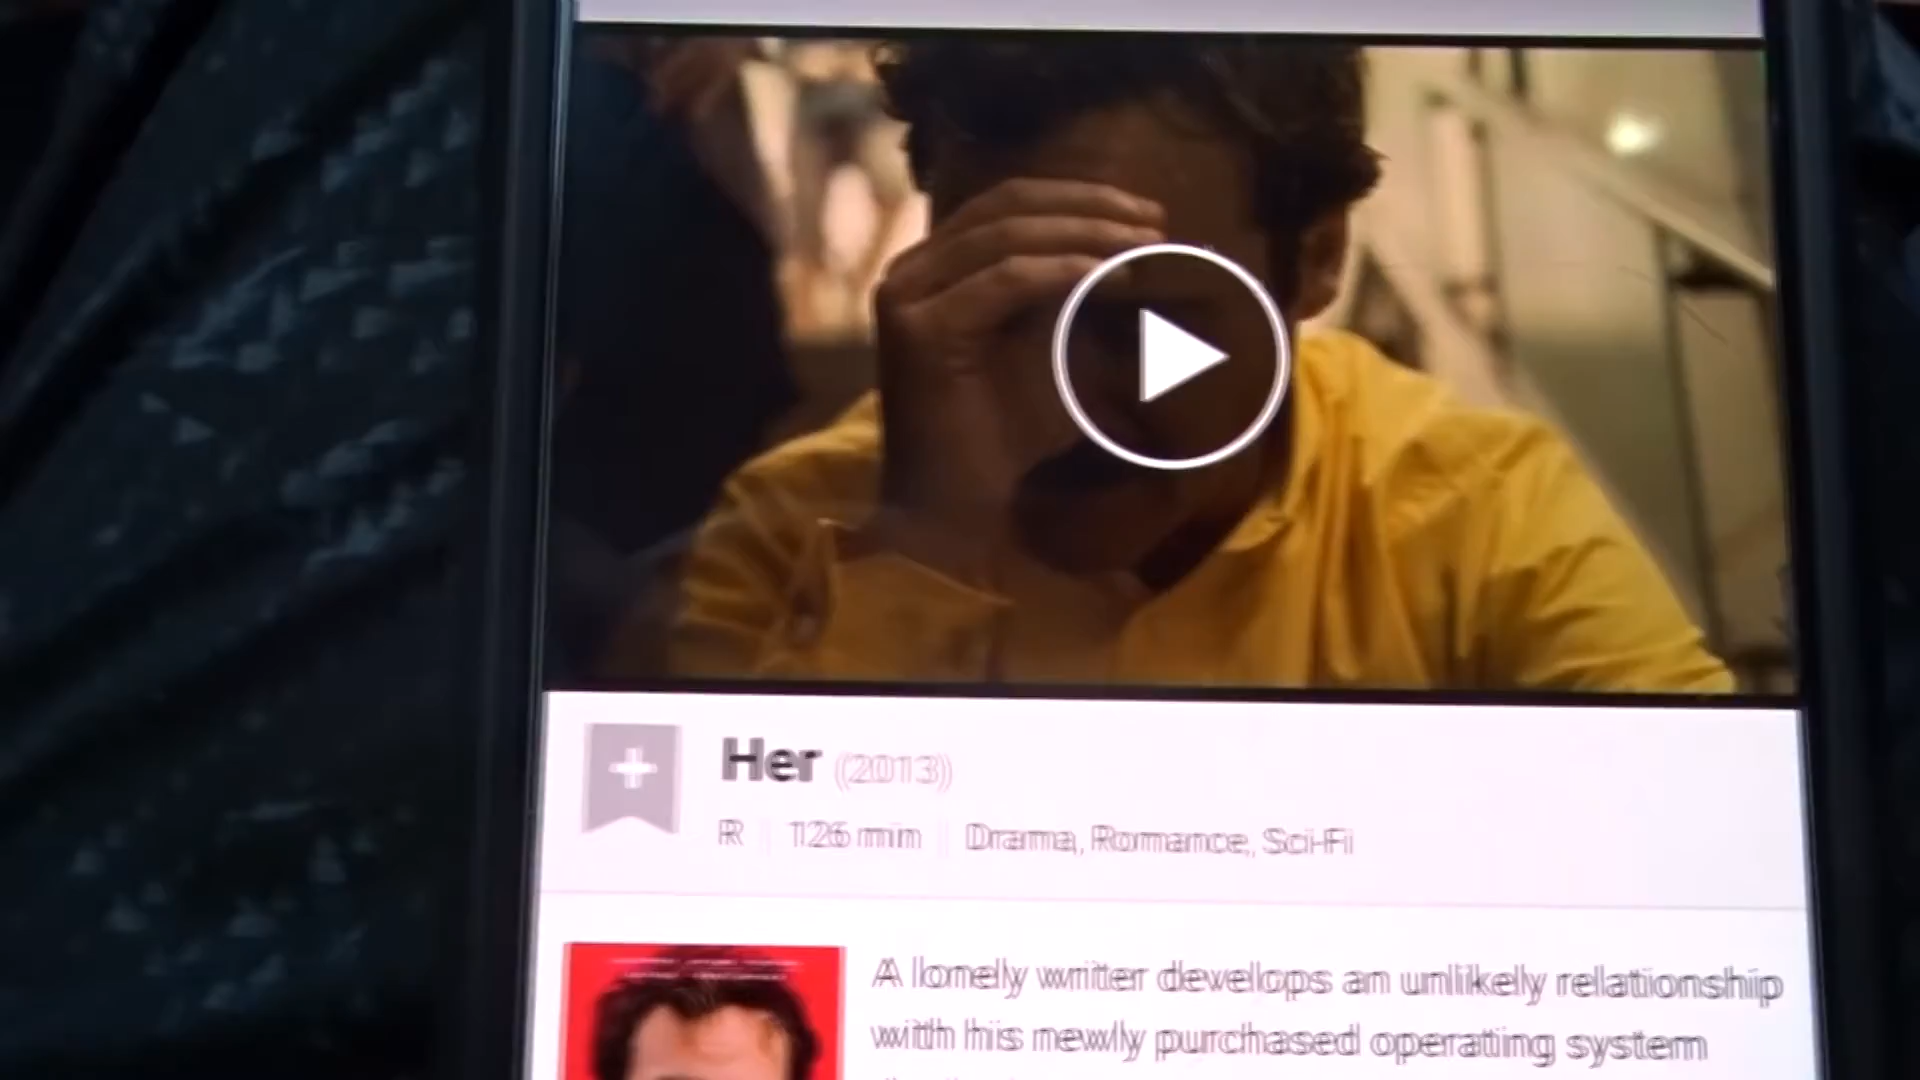 Her (2013)
R 126 min Drama, Romance, Sci-Fi
A lonely writer develops an unlikely relationship
with his newly purchased operating system